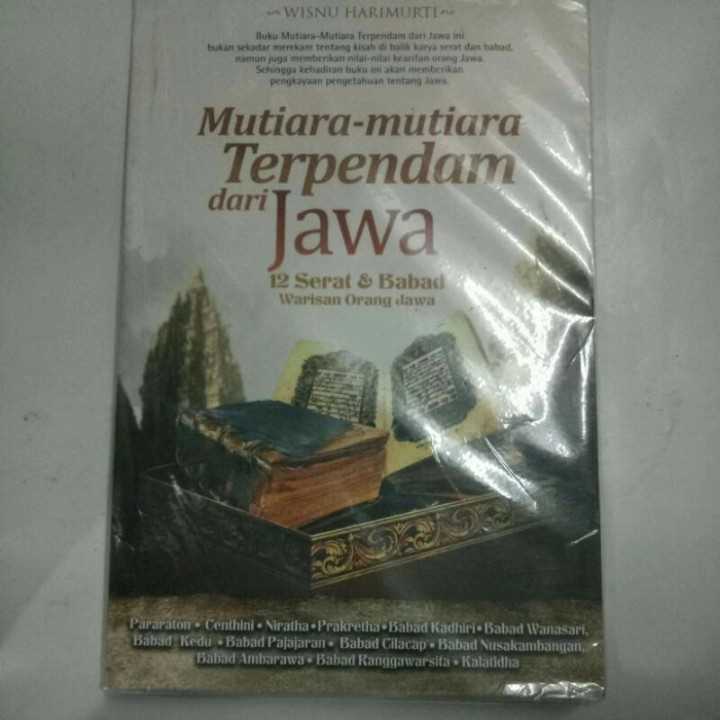 WISNU HARIMURTI
Buku Mutiara-Mutiara Terpendam dari Jawa ini
bukan sekadar merekam tentang kisah di balik karya serat dan babad,
namun juga memberikan nilai-nilai kearifan orang Jawa.
Sehingga kehadiran buku ini akan memberikan
pengkayaan pengetahuan tentang Jawa.
Mutiara-mutiara
Terpendam
dari Jawa
12 Serat & Babad
Warisan Orang Jawa
Pararaton • Centhini • Niratha • Prakretha • Babad Kadhiri • Babad Wanasari,
Babad Kedu • Babad Pajajaran • Babad Cilacap • Babad Nusakambangan,
Babad Ambarawa • Babad Ranggawarsita • Kalatidha